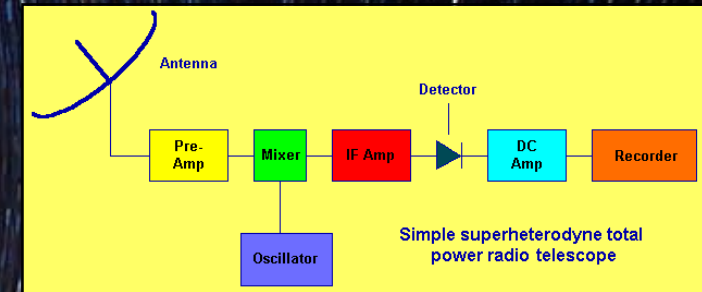 Antenna
Detector
Pre-
Amp
Mixer
IF Amp
DC
Amp
Recorder
Oscillator
Simple superheterodyne total
power radio telescope